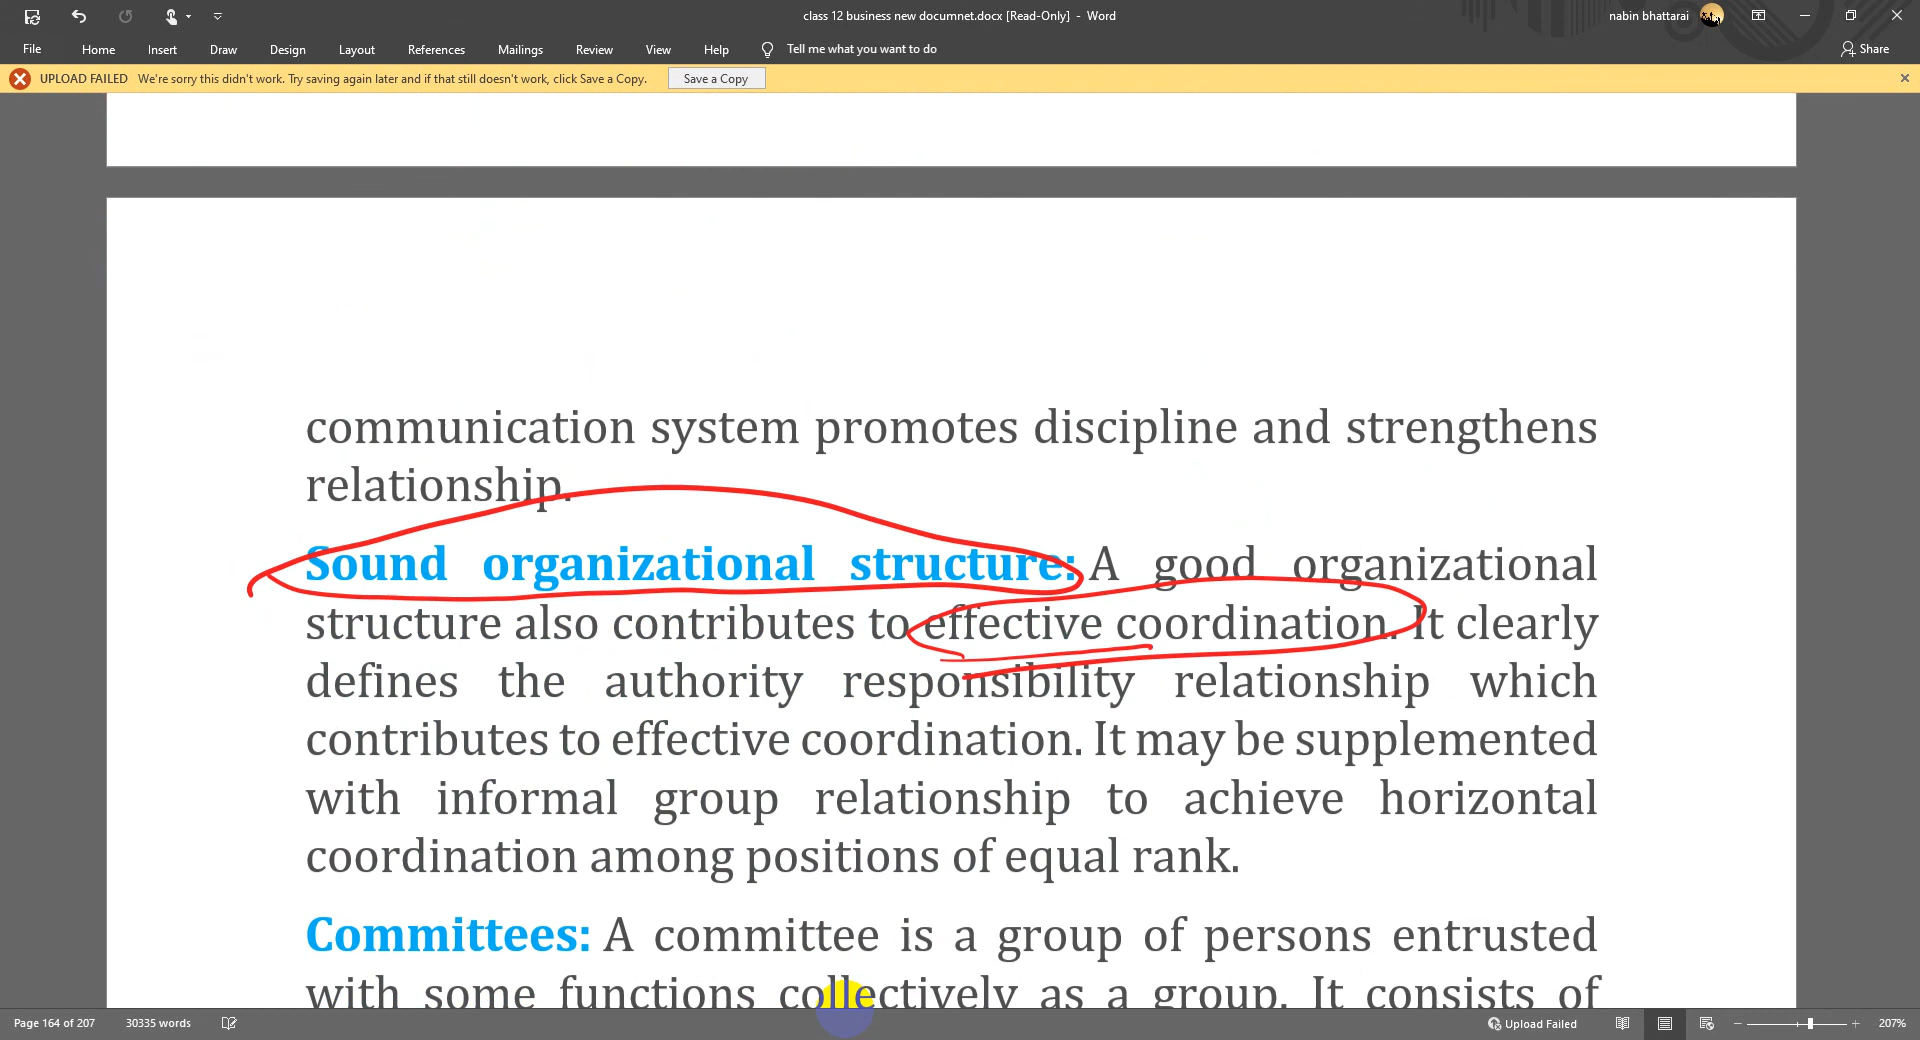 class 12 business new documnet.docx [Read-Only] - Word
nabin bhattarai
File Home Insert Draw Design Layout References Mailings Review View Help Tell me what you want to do Share
UPLOAD FAILED We're sorry this didn't work. Try saving again later and if that still doesn't work, click Save a Copy. Save a Copy
communication system promotes discipline and strengthens
relationship.
Sound organizational structure: A good organizational
structure also contributes to effective coordination. It clearly
defines the authority responsibility relationship which
contributes to effective coordination. It may be supplemented
with informal group relationship to achieve horizontal
coordination among positions of equal rank.
Committees: A committee is a group of persons entrusted
with some functions collectively as a group. It consists of
Page 164 of 207 30335 words Upload Failed 207%